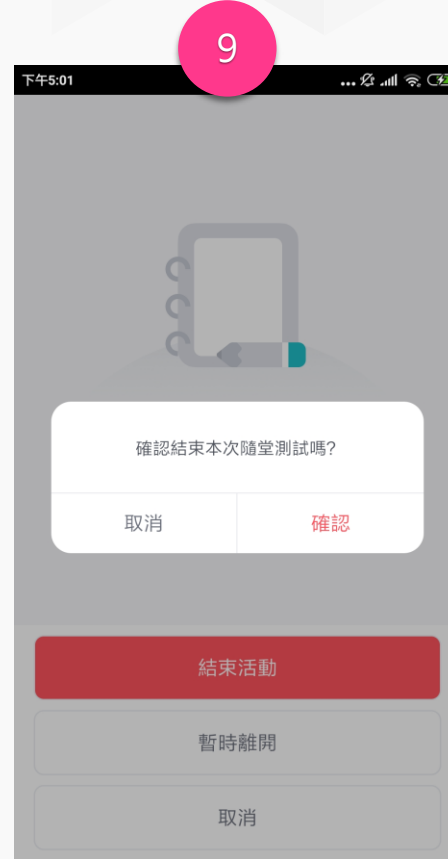 9
下午5:01
...
確認結束本次隨堂測試嗎?
取消
確認
結束活動
暫時離開
取消